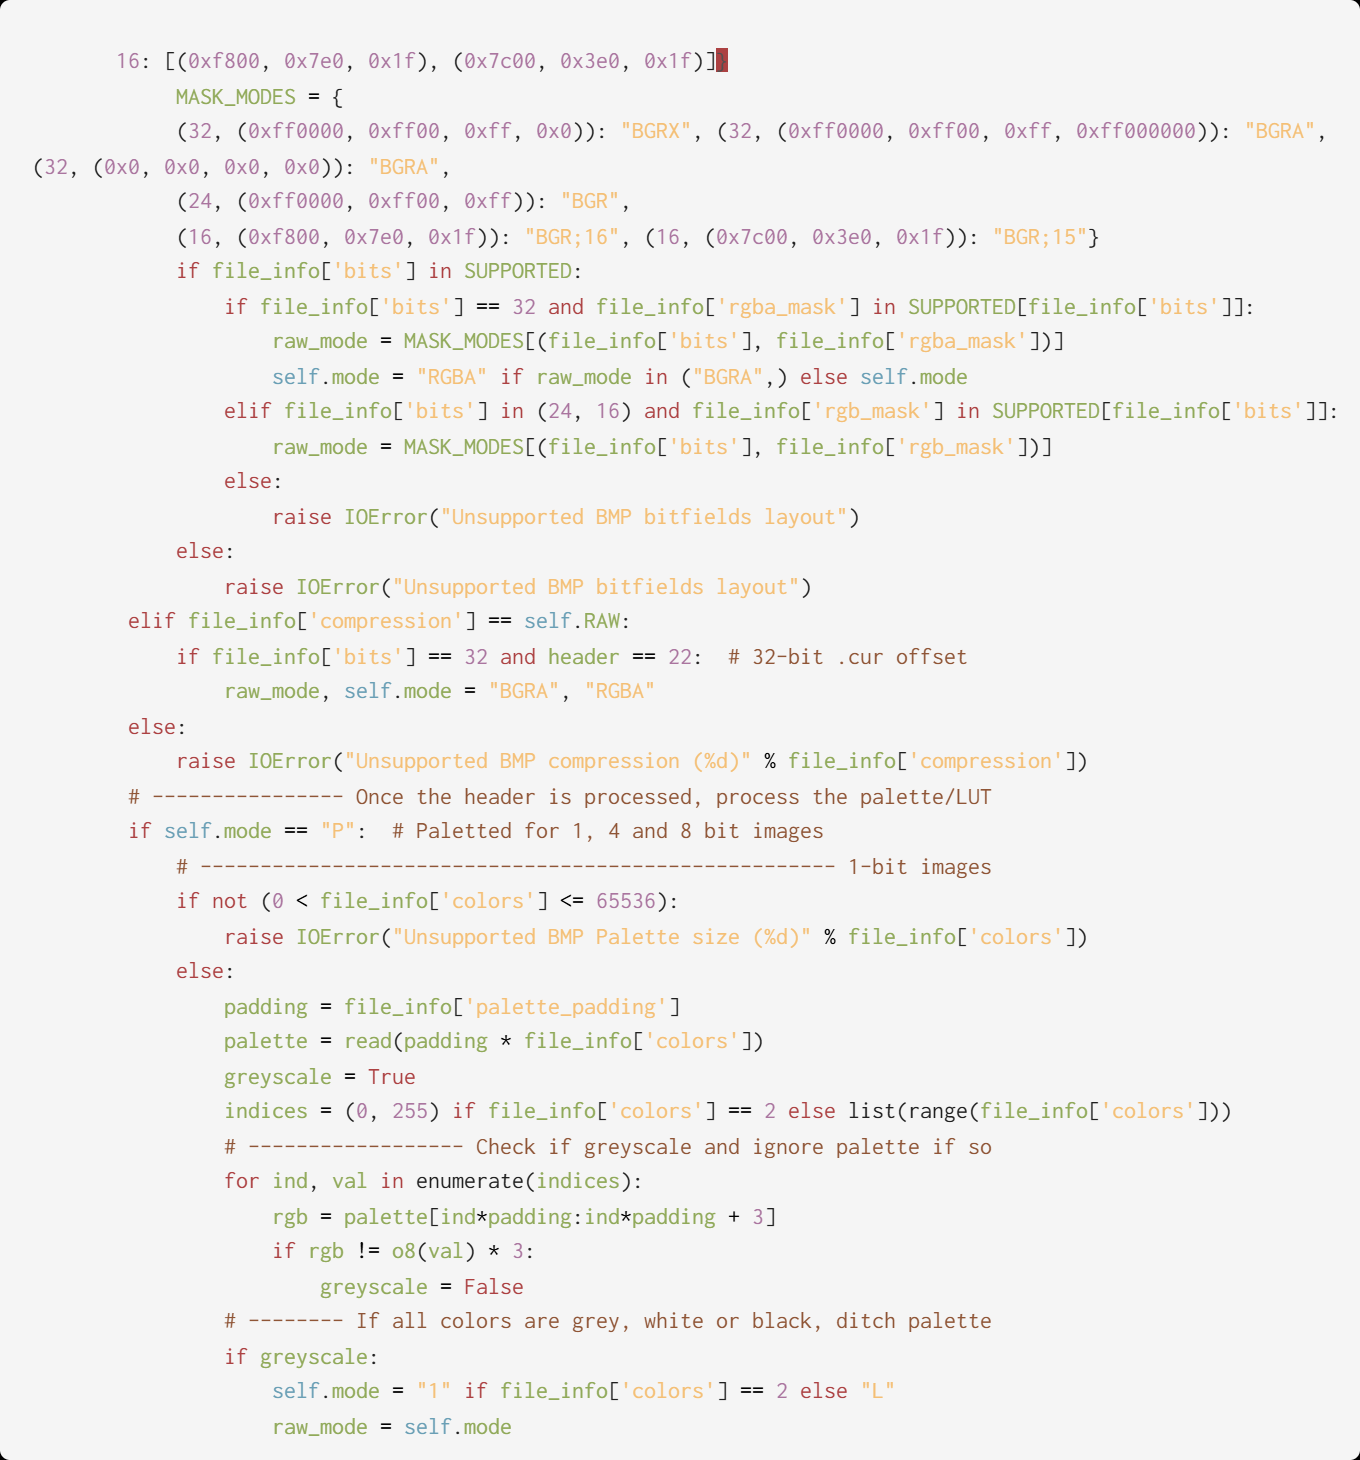 16: [(0xf800, 0x7e0, 0x1f), (0x7c00, 0x3e0, 0x1f)]}
MASK_MODES = {
(32, (0xff0000, 0xff00, 0xff, 0x0)): "BGRX", (32, (0xff0000, 0xff00, 0xff, 0xff000000)): "BGRA",
(32, (0x0, 0x0, 0x0, 0x0)): "BGRA",
(24, (0xff0000, 0xff00, 0xff)): "BGR",
(16, (0xf800, 0x7e0, 0x1f)): "BGR;16", (16, (0x7c00, 0x3e0, 0x1f)): "BGR;15"}
if file_info['bits'] in SUPPORTED:
if file_info['bits'] == 32 and file_info['rgba_mask'] in SUPPORTED[file_info['bits']]:
raw_mode = MASK_MODES[(file_info['bits'], file_info['rgba_mask'])]
self.mode = "RGBA" if raw_mode in ("BGRA",) else self.mode
elif file_info['bits'] in (24, 16) and file_info['rgb_mask'] in SUPPORTED[file_info['bits']]:
raw_mode = MASK_MODES[(file_info['bits'], file_info['rgb_mask'])]
else:
raise IOError("Unsupported BMP bitfields layout")
else:
raise IOError("Unsupported BMP bitfields layout")
elif file_info['compression'] == self.RAW:
if file_info['bits'] == 32 and header == 22:  # 32-bit .cur offset
raw_mode, self.mode = "BGRA", "RGBA"
else:
raise IOError("Unsupported BMP compression (%d)" % file_info['compression'])
# ---------------- Once the header is processed, process the palette/LUT
if self.mode == "P":  # Paletted for 1, 4 and 8 bit images
# ----------------------------------------------------- 1-bit images
if not (0 < file_info['colors'] <= 65536):
raise IOError("Unsupported BMP Palette size (%d)" % file_info['colors'])
else:
padding = file_info['palette_padding']
palette = read(padding * file_info['colors'])
greyscale = True
indices = (0, 255) if file_info['colors'] == 2 else list(range(file_info['colors']))
# ------------------ Check if greyscale and ignore palette if so
for ind, val in enumerate(indices):
rgb = palette[ind*padding:ind*padding + 3]
if rgb != o8(val) * 3:
greyscale = False
# -------- If all colors are grey, white or black, ditch palette
if greyscale:
self.mode = "1" if file_info['colors'] == 2 else "L"
raw_mode = self.mode